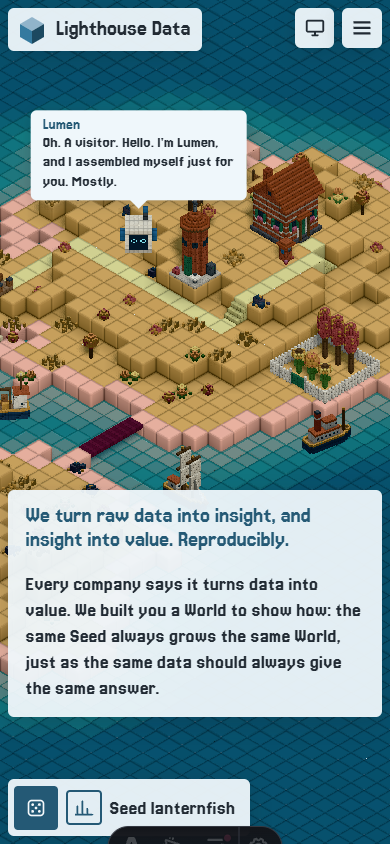 Lighthouse Data
Lumen
Oh. A visitor. Hello. I'm Lumen,
and I assembled myself just for
you. Mostly.
We turn raw data into insight, and
insight into value. Reproducibly.
Every company says it turns data into
value. We built you a World to show how: the
same Seed always grows the same World,
just as the same data should always give
the same answer.
Seed lanternfish